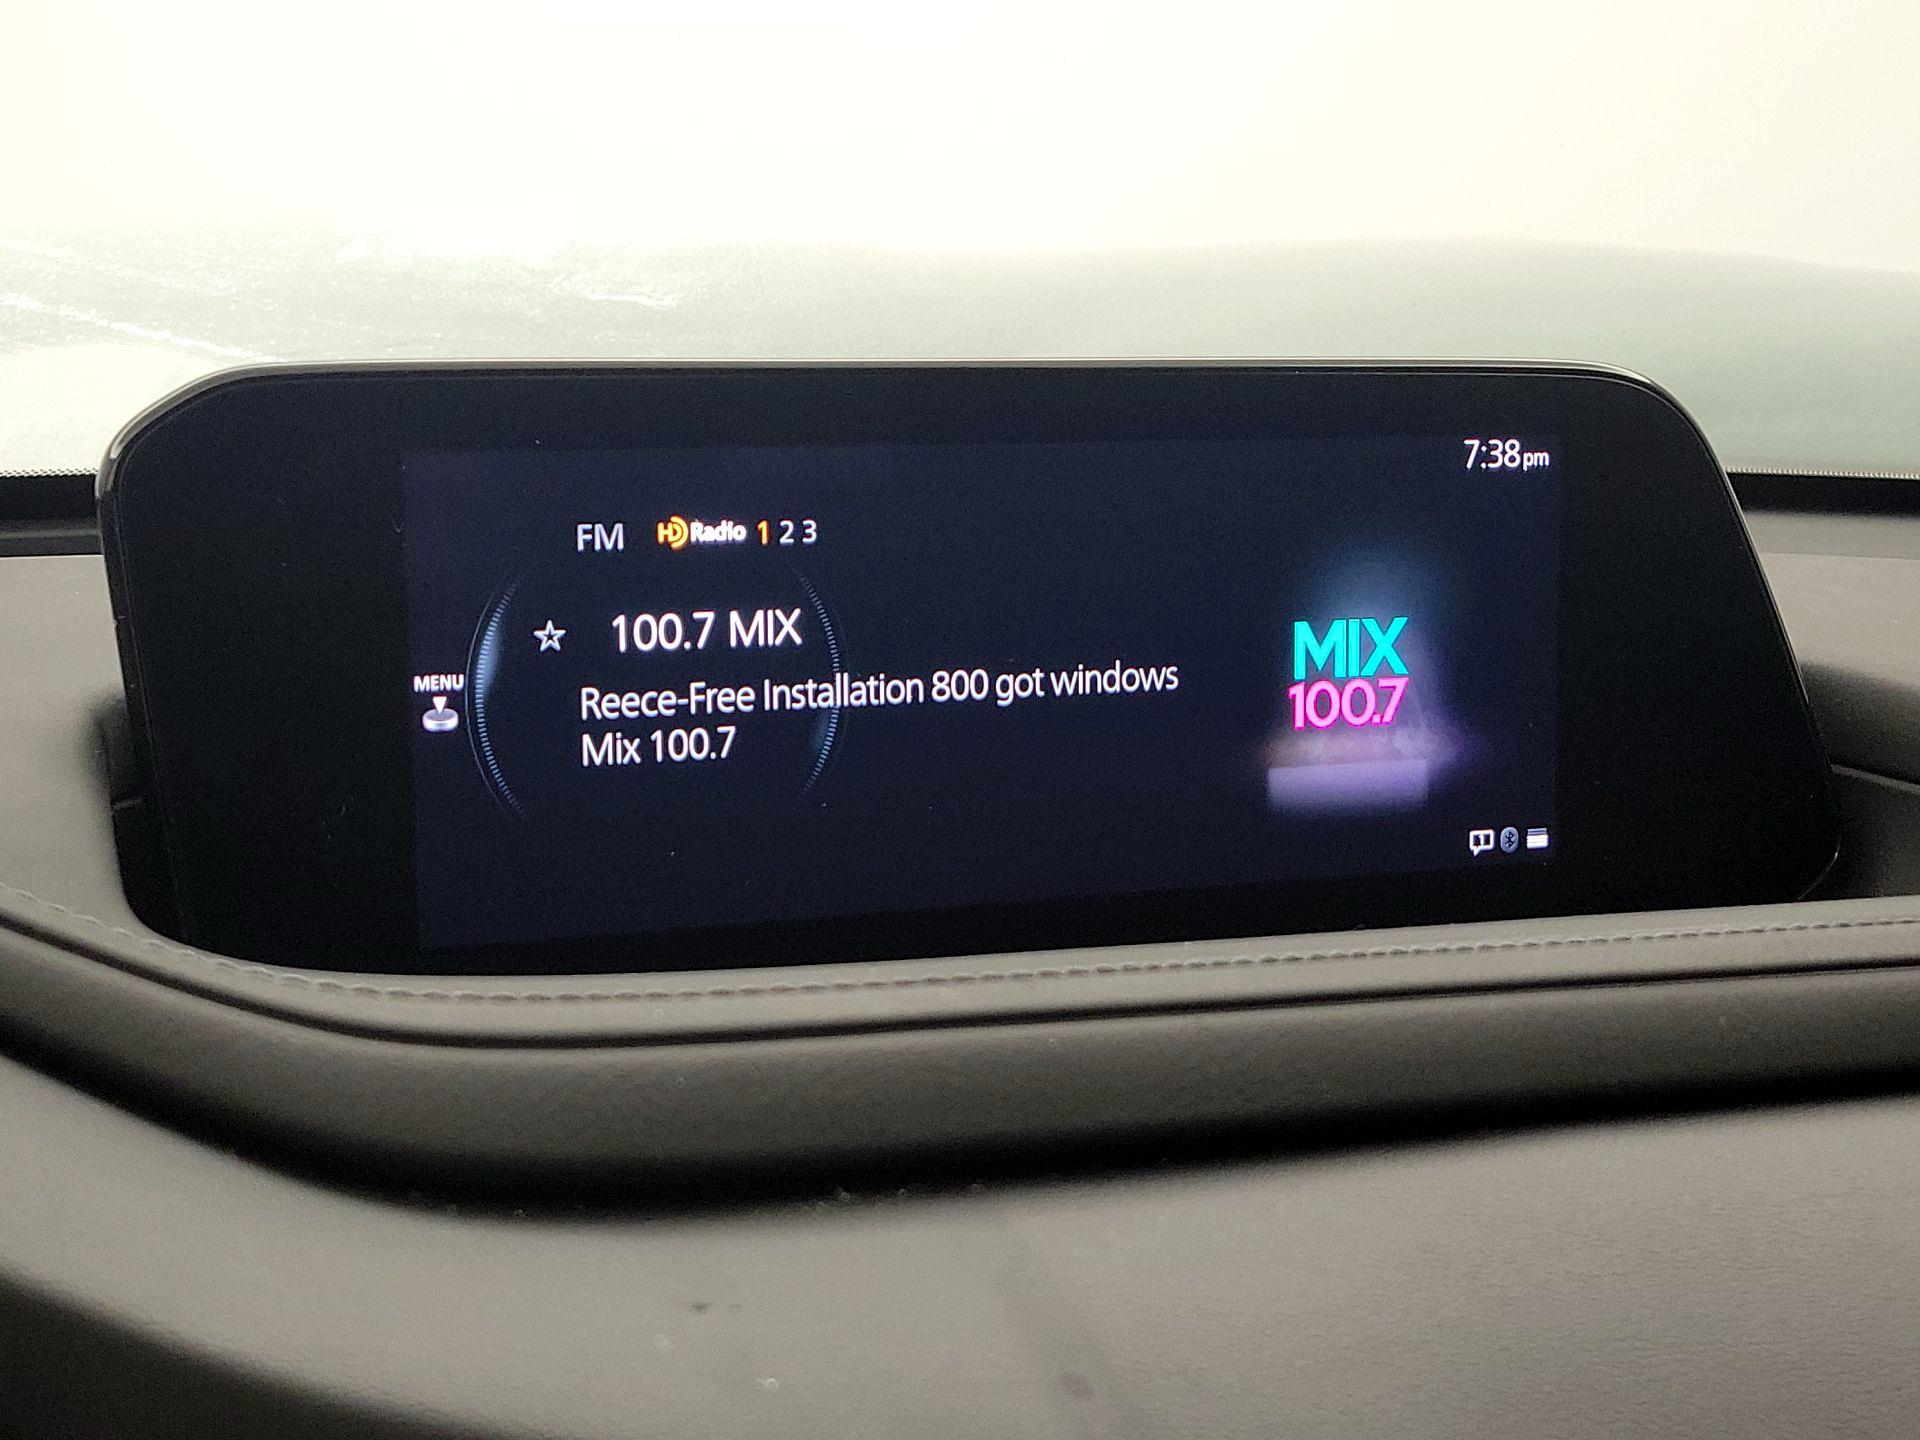 7:38pm
FM HD Radio 1 2 3
100.7 MIX
MENU
Reece-Free Installation 800 got windows
Mix 100.7
MIX
100.7
1